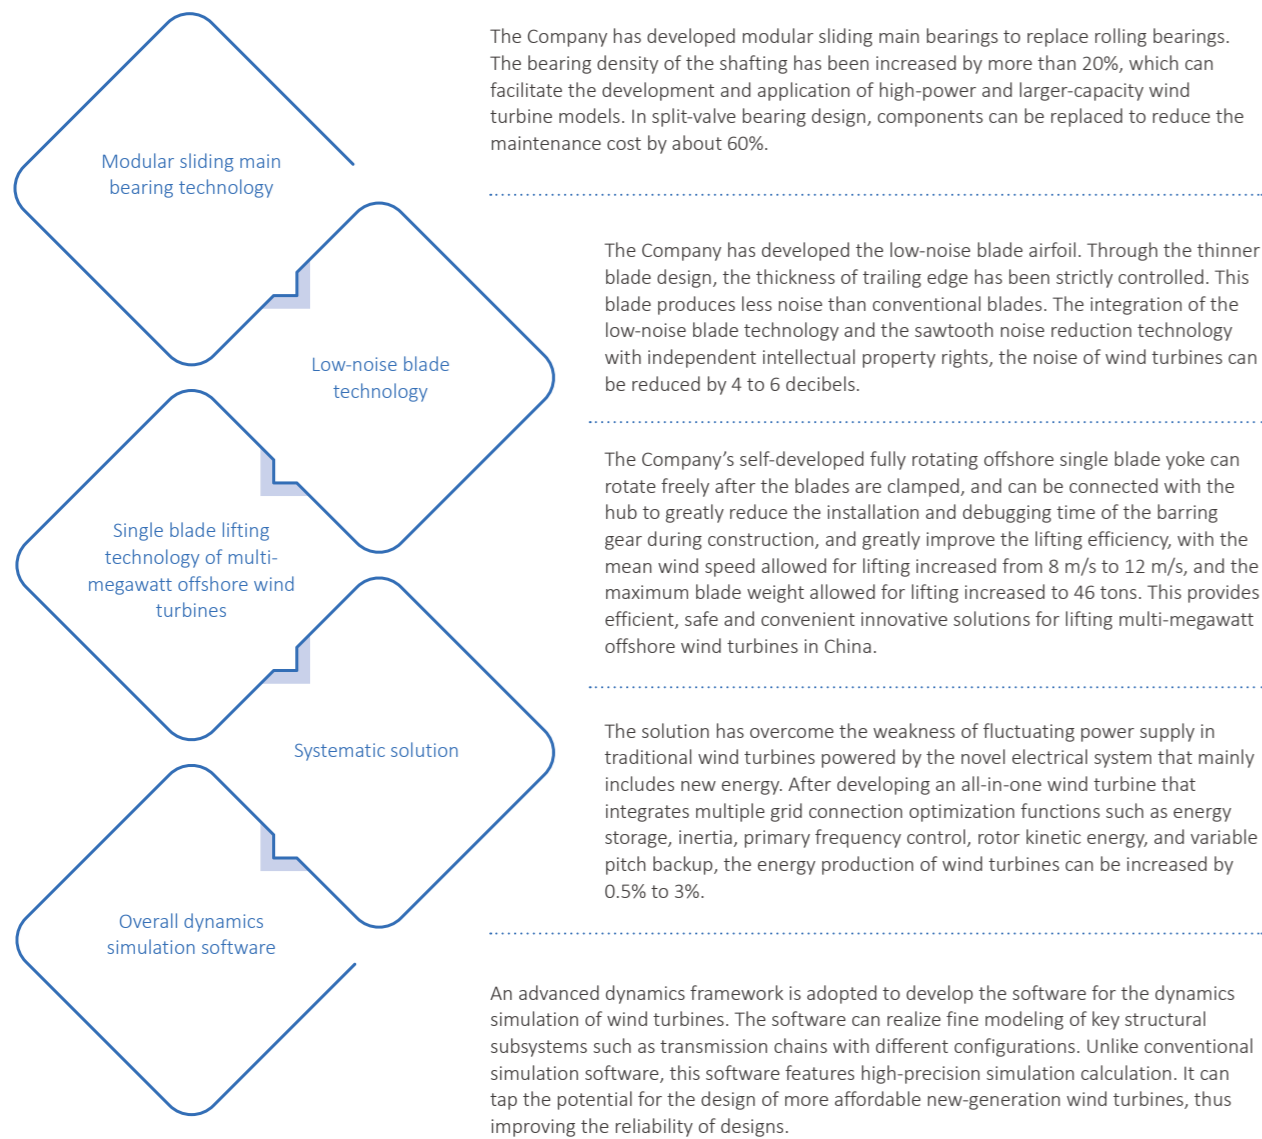 Modular sliding main
bearing technology
The Company has developed modular sliding main bearings to replace rolling bearings.
The bearing density of the shafting has been increased by more than 20%, which can
facilitate the development and application of high-power and larger-capacity wind
turbine models. In split-valve bearing design, components can be replaced to reduce the
maintenance cost by about 60%.
Low-noise blade
technology
The Company has developed the low-noise blade airfoil. Through the thinner
blade design, the thickness of trailing edge has been strictly controlled. This
blade produces less noise than conventional blades. The integration of the
low-noise blade technology and the sawtooth noise reduction technology
with independent intellectual property rights, the noise of wind turbines can
be reduced by 4 to 6 decibels.
Single blade lifting
technology of multi-
megawatt offshore wind
turbines
The Company’s self-developed fully rotating offshore single blade yoke can
rotate freely after the blades are clamped, and can be connected with the
hub to greatly reduce the installation and debugging time of the barring
gear during construction, and greatly improve the lifting efficiency, with the
mean wind speed allowed for lifting increased from 8 m/s to 12 m/s, and the
maximum blade weight allowed for lifting increased to 46 tons. This provides
efficient, safe and convenient innovative solutions for lifting multi-megawatt
offshore wind turbines in China.
Systematic solution
The solution has overcome the weakness of fluctuating power supply in
traditional wind turbines powered by the novel electrical system that mainly
includes new energy. After developing an all-in-one wind turbine that
integrates multiple grid connection optimization functions such as energy
storage, inertia, primary frequency control, rotor kinetic energy, and variable
pitch backup, the energy production of wind turbines can be increased by
0.5% to 3%.
Overall dynamics
simulation software
An advanced dynamics framework is adopted to develop the software for the dynamics
simulation of wind turbines. The software can realize fine modeling of key structural
subsystems such as transmission chains with different configurations. Unlike conventional
simulation software, this software features high-precision simulation calculation. It can
tap the potential for the design of more affordable new-generation wind turbines, thus
improving the reliability of designs.